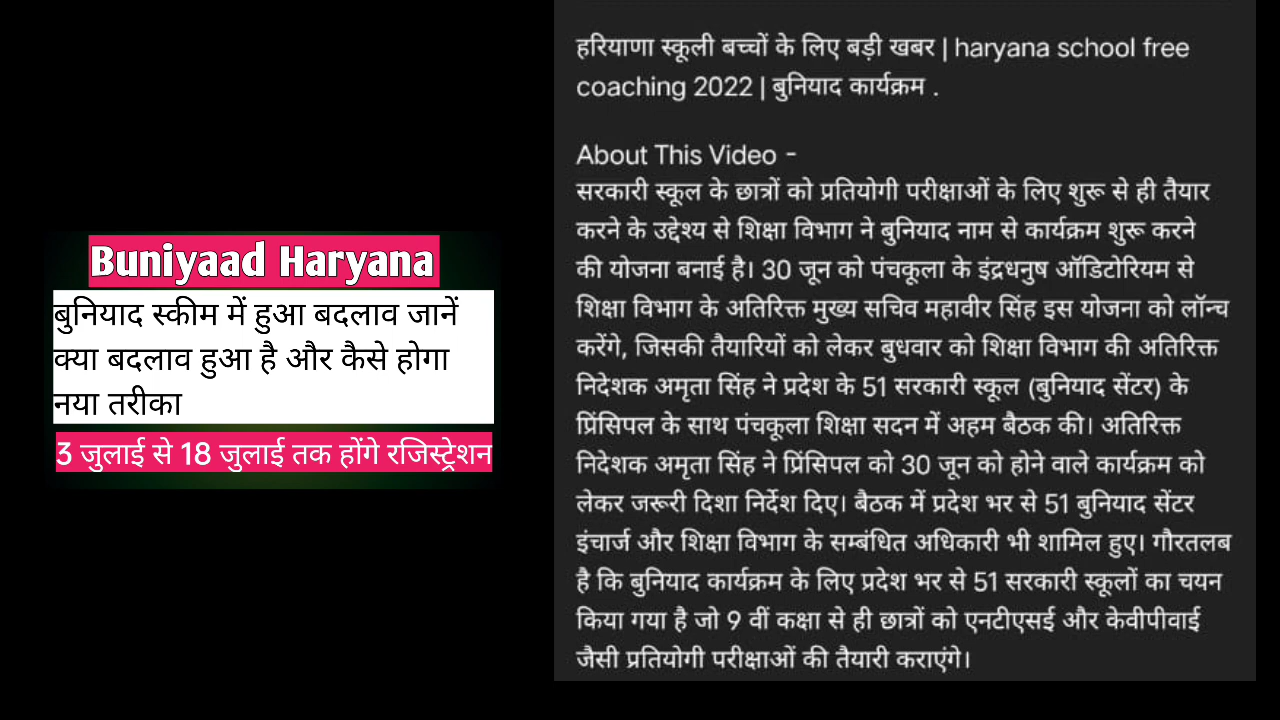 Buniyaad Haryana
बुनियाद स्कीम में हुआ बदलाव जानें
क्या बदलाव हुआ है और कैसे होगा
नया तरीका
3 जुलाई से 18 जुलाई तक होंगे रजिस्ट्रेशन
हरियाणा स्कूली बच्चों के लिए बड़ी खबर | haryana school free
coaching 2022 | बुनियाद कार्यक्रम .
About This Video -
सरकारी स्कूल के छात्रों को प्रतियोगी परीक्षाओं के लिए शुरू से ही तैयार
करने के उद्देश्य से शिक्षा विभाग ने बुनियाद नाम से कार्यक्रम शुरू करने
की योजना बनाई है। 30 जून को पंचकूला के इंद्रधनुष ऑडिटोरियम से
शिक्षा विभाग के अतिरिक्त मुख्य सचिव महावीर सिंह इस योजना को लॉन्च
करेंगे, जिसकी तैयारियों को लेकर बुधवार को शिक्षा विभाग की अतिरिक्त
निदेशक अमृता सिंह ने प्रदेश के 51 सरकारी स्कूल (बुनियाद सेंटर) के
प्रिंसिपल के साथ पंचकूला शिक्षा सदन में अहम बैठक की। अतिरिक्त
निदेशक अमृता सिंह ने प्रिंसिपल को 30 जून को होने वाले कार्यक्रम को
लेकर जरूरी दिशा निर्देश दिए। बैठक में प्रदेश भर से 51 बुनियाद सेंटर
इंचार्ज और शिक्षा विभाग के सम्बंधित अधिकारी भी शामिल हुए। गौरतलब
है कि बुनियाद कार्यक्रम के लिए प्रदेश भर से 51 सरकारी स्कूलों का चयन
किया गया है जो 9 वीं कक्षा से ही छात्रों को एनटीएसई और केवीपीवाई
जैसी प्रतियोगी परीक्षाओं की तैयारी कराएंगे।